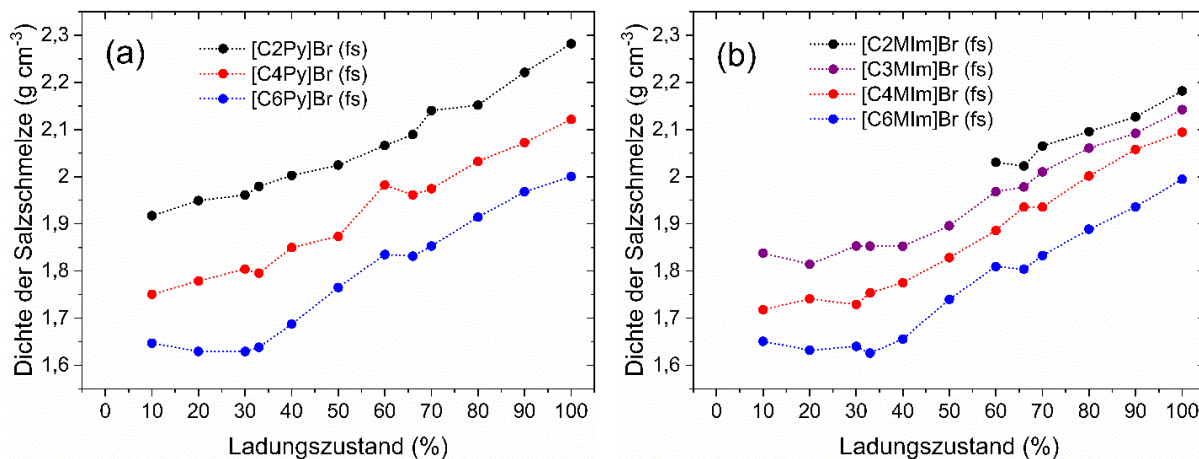 (a)
[C2Py]Br (fs)
[C4Py]Br (fs)
[C6Py]Br (fs)
Dichte der Salzschmelze (g cm⁻³)
2,3
2,2
2,1
2
1,9
1,8
1,7
1,6
0 10 20 30 40 50 60 70 80 90 100
Ladungszustand (%)
(b)
[C2MIm]Br (fs)
[C3MIm]Br (fs)
[C4MIm]Br (fs)
[C6MIm]Br (fs)
Dichte der Salzschmelze (g cm⁻³)
2,3
2,2
2,1
2
1,9
1,8
1,7
1,6
0 10 20 30 40 50 60 70 80 90 100
Ladungszustand (%)